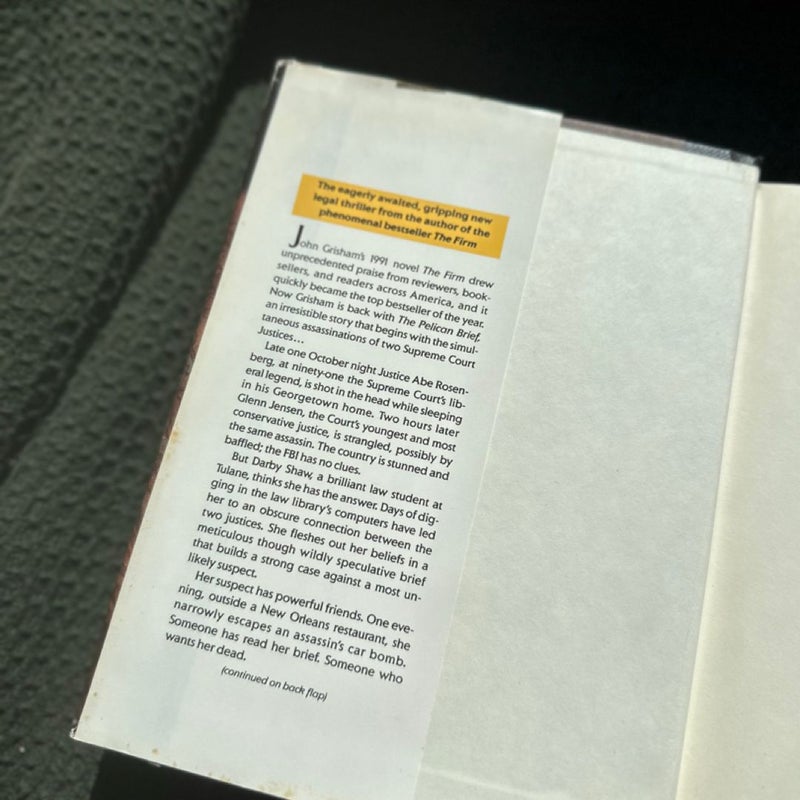 The eagerly awaited, gripping new
legal thriller from the author of the
phenomenal bestseller The Firm
John Grisham's 1991 novel The Firm drew
unprecedented praise from reviewers, book-
sellers, and readers across America, and it
quickly became the top bestseller of the year.
Now Grisham is back with The Pelican Brief,
an irresistible story that begins with the simul-
taneous assassinations of two Supreme Court
Justices...
Late one October night Justice Abe Rosen-
berg, at ninety-one the Supreme Court's lib-
eral legend, is shot in the head while sleeping
in his Georgetown home. Two hours later
Glenn Jensen, the Court's youngest and most
conservative justice, is strangled, possibly by
the same assassin. The country is stunned and
baffled; the FBI has no clues.
But Darby Shaw, a brilliant law student at
Tulane, thinks she has the answer. Days of dig-
ging in the law library's computers have led
her to an obscure connection between the
two justices. She fleshes out her beliefs in a
meticulous though wildly speculative brief
that builds a strong case against a most un-
likely suspect.
Her suspect has powerful friends. One eve-
ning, outside a New Orleans restaurant, she
narrowly escapes an assassin's car bomb.
Someone has read her brief. Someone who
wants her dead.
(continued on back flap)